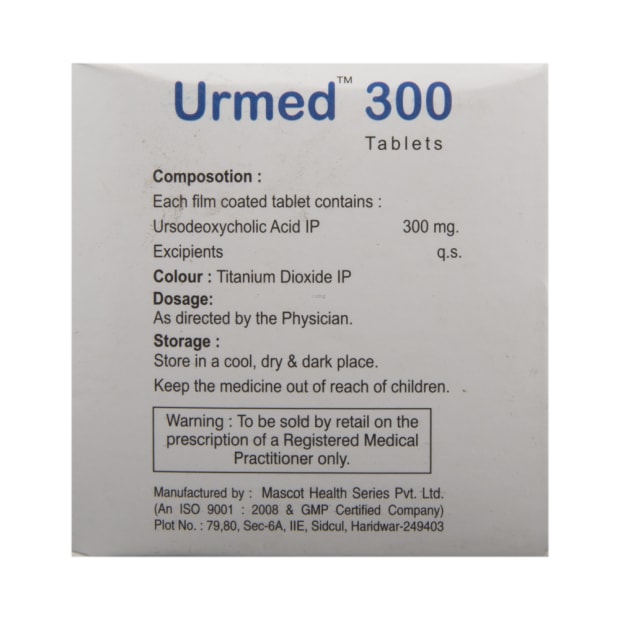 Urmed™ 300
Tablets
Composotion :
Each film coated tablet contains :
Ursodeoxycholic Acid IP 300 mg.
Excipients q.s.
Colour : Titanium Dioxide IP
Dosage:
As directed by the Physician.
Storage :
Store in a cool, dry & dark place.
Keep the medicine out of reach of children.
Warning : To be sold by retail on the
prescription of a Registered Medical
Practitioner only.
Manufactured by : Mascot Health Series Pvt. Ltd.
(An ISO 9001 : 2008 & GMP Certified Company)
Plot No. : 79,80, Sec-6A, IIE, Sidcul, Haridwar-249403